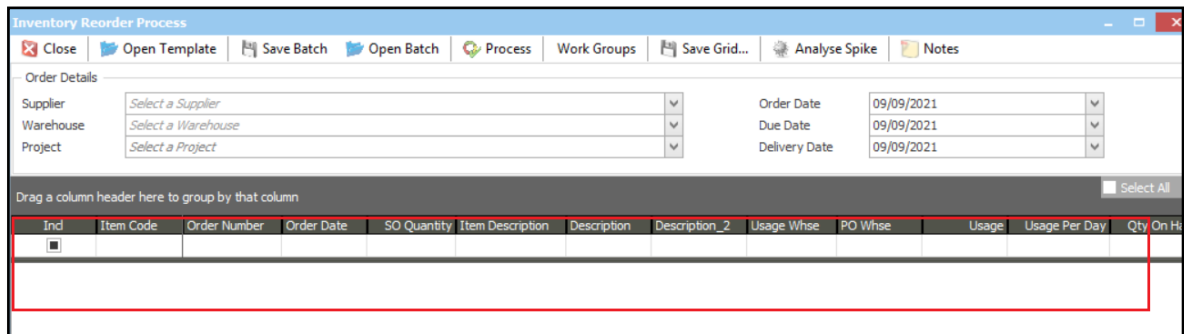 Inventory Reorder Process
Close Open Template Save Batch Open Batch Process Work Groups Save Grid... Analyse Spike Notes
Order Details
Supplier Select a Supplier Order Date 09/09/2021
Warehouse Select a Warehouse Due Date 09/09/2021
Project Select a Project Delivery Date 09/09/2021
Select All
Drag a column header here to group by that column
Incl Item Code Order Number Order Date SO Quantity Item Description Description Description_2 Usage Whse PO Whse Usage Usage Per Day Qty On Ha